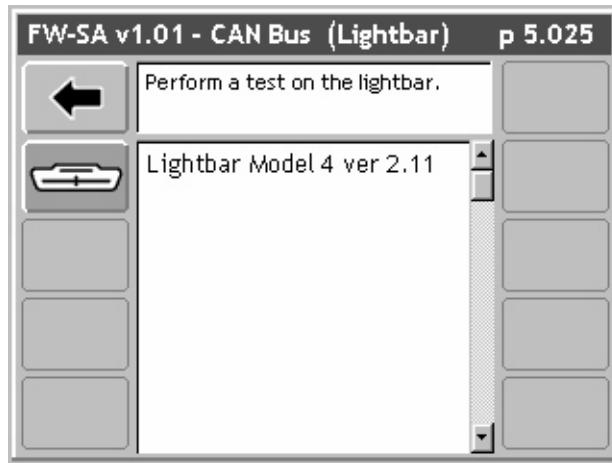 FW-SA v1.01 - CAN Bus (Lightbar) p 5.025
Perform a test on the lightbar.
Lightbar Model 4 ver 2.11